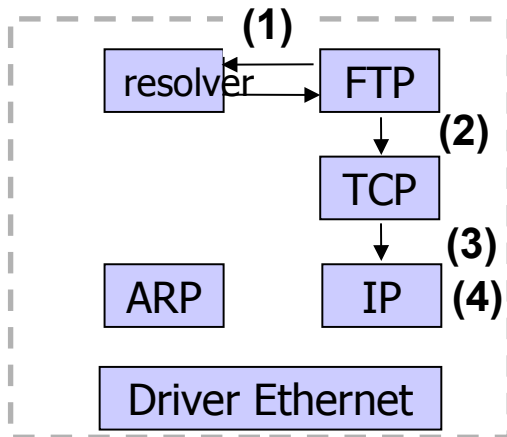 (1)
resolver FTP
(2)
TCP
(3)
ARP IP (4)
Driver Ethernet